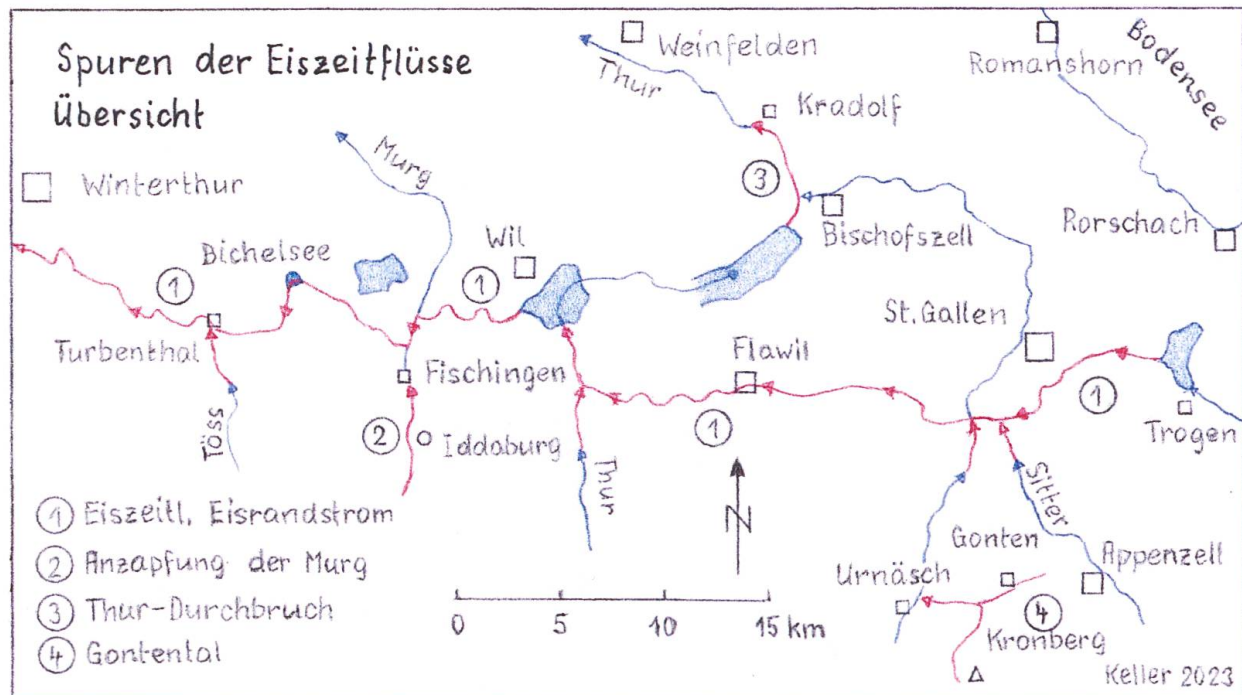 Spuren der Eiszeitflüsse
Übersicht
Weinfelden
Romanshorn
Bodensee
Thur
Kradolf
Murg
Winterthur
3
Bischofszell
Rorschach
Wil
Bichelsee
1
1
St. Gallen
Turbenthal
Fischingen
Flawil
1
1
Trogen
2
Iddaburg
Töss
Thur
N
Sitter
1 Eiszeitl. Eisrandstrom
2 Anzapfung der Murg
3 Thur-Durchbruch
4 Gontental
Gonten
Appenzell
Urnäsch
4
Kronberg
0 5 10 15 km
Keller 2023